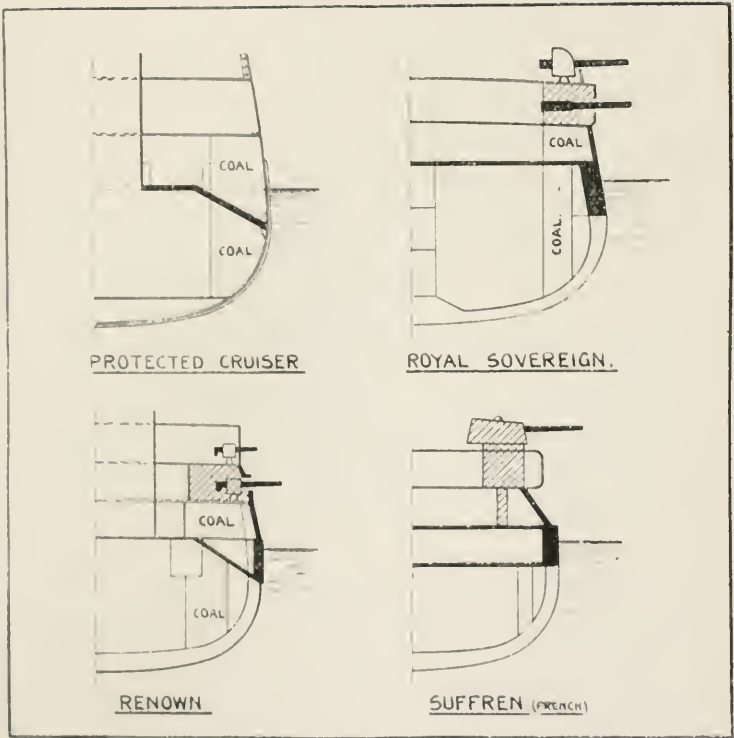 COAL
COAL
PROTECTED CRUISER
COAL
COAL.
ROYAL SOVEREIGN.
COAL
COAL
RENOWN
SUFFREN (FRENCH)